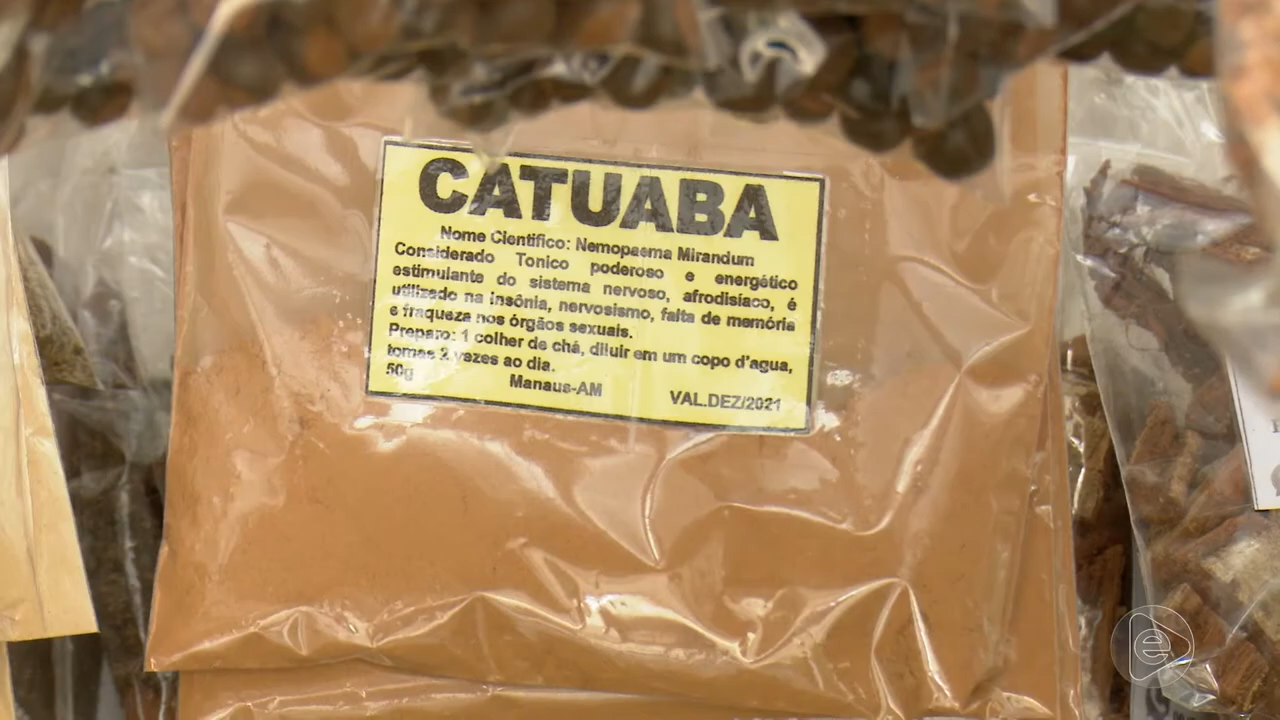 CATUABA
Nome Cientifico: Nemopaema Mirandum
Considerado Tonico poderoso e energético
estimulante do sistema nervoso, afrodisiaco, é
utilizado na insônia, nervosismo, falta de memória
e fraqueza nos órgãos sexuais.
Preparo: 1 colher de chá, diluir em um copo d'agua,
tomas 2 vezes ao dia.
50g
Manaus-AM VAL.DEZ/2021
e